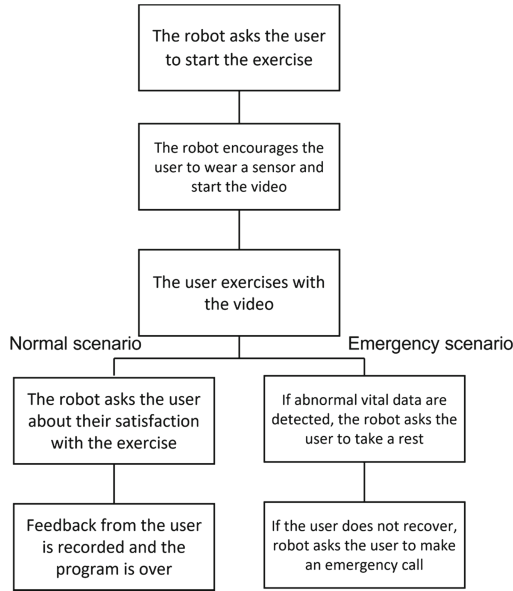 The robot asks the user
to start the exercise
The robot encourages the
user to wear a sensor and
start the video
The user exercises with
the video
Normal scenario
Emergency scenario
The robot asks the user
about their satisfaction
with the exercise
If abnormal vital data are
detected, the robot asks the
user to take a rest
Feedback from the user
is recorded and the
program is over
If the user does not recover,
robot asks the user to make
an emergency call